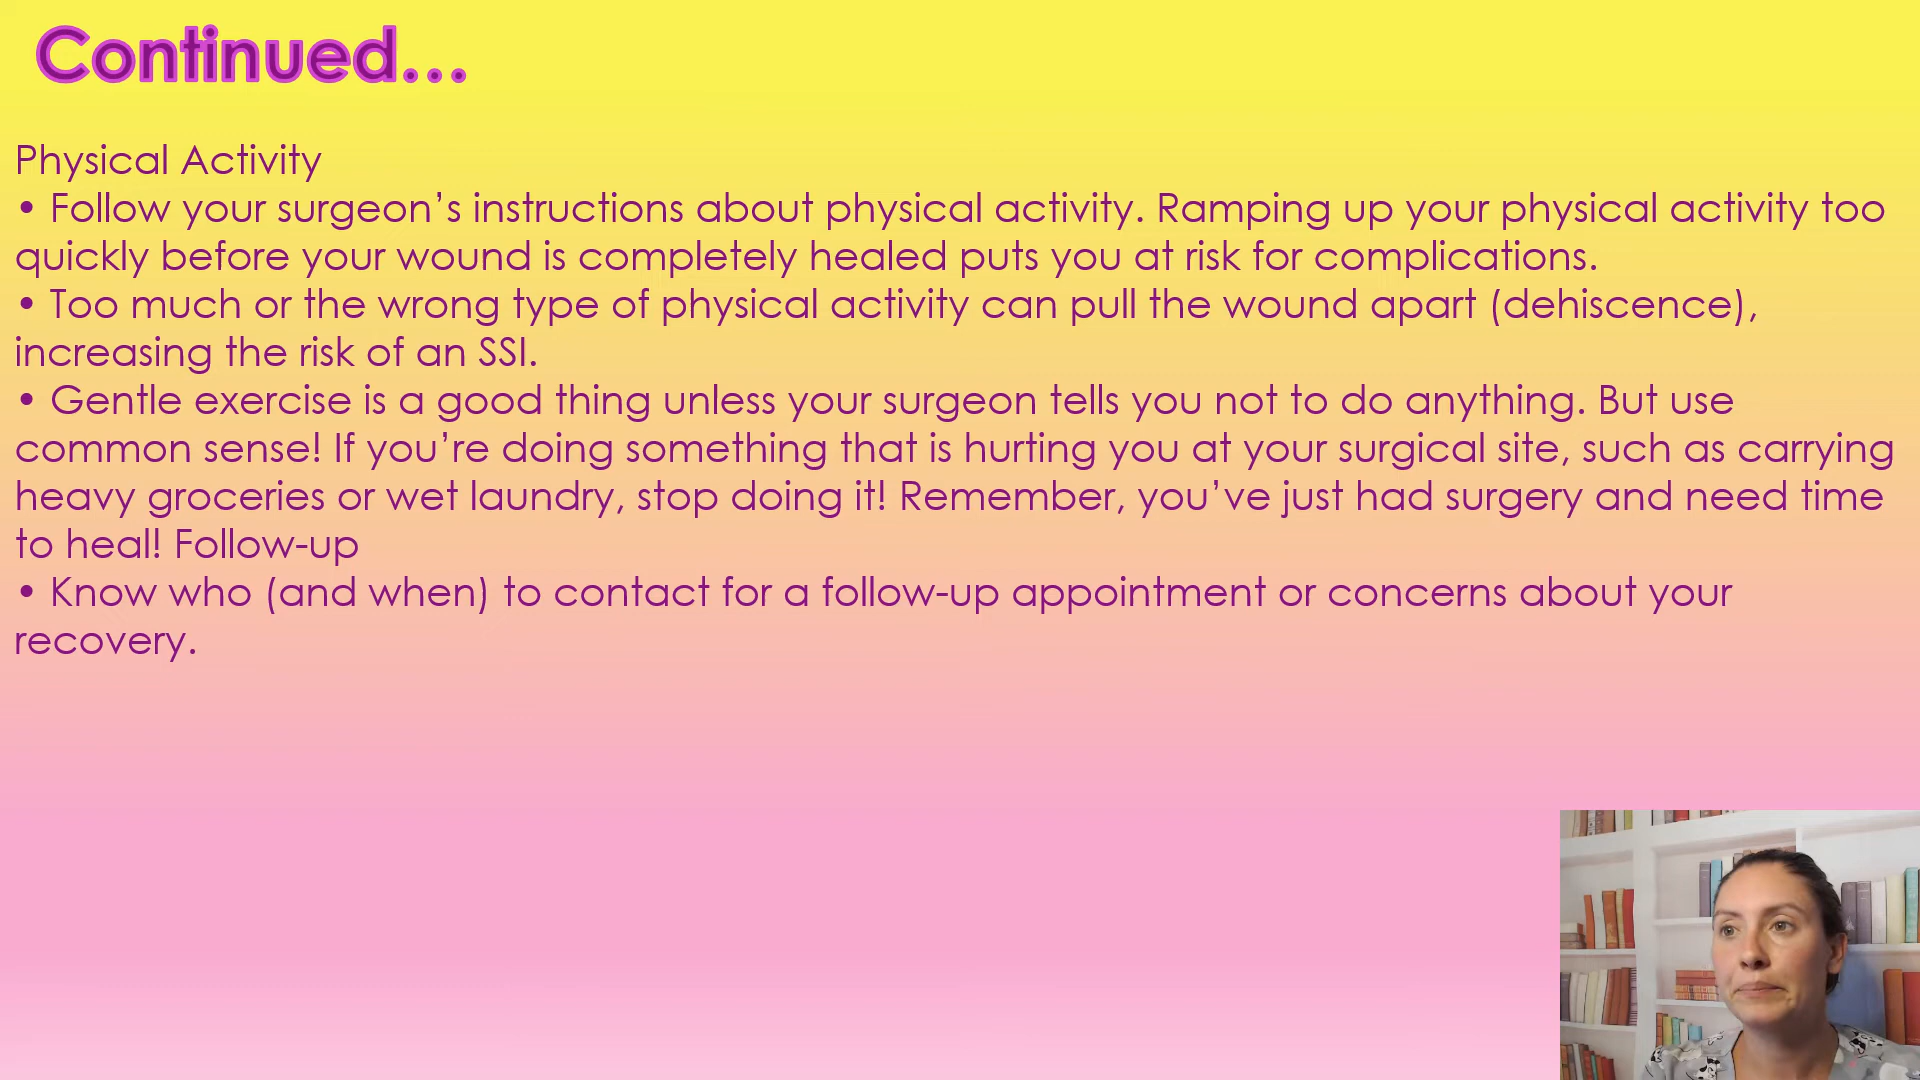 Continued...
Physical Activity
• Follow your surgeon’s instructions about physical activity. Ramping up your physical activity too
quickly before your wound is completely healed puts you at risk for complications.
• Too much or the wrong type of physical activity can pull the wound apart (dehiscence),
increasing the risk of an SSI.
• Gentle exercise is a good thing unless your surgeon tells you not to do anything. But use
common sense! If you’re doing something that is hurting you at your surgical site, such as carrying
heavy groceries or wet laundry, stop doing it! Remember, you’ve just had surgery and need time
to heal! Follow-up
• Know who (and when) to contact for a follow-up appointment or concerns about your
recovery.